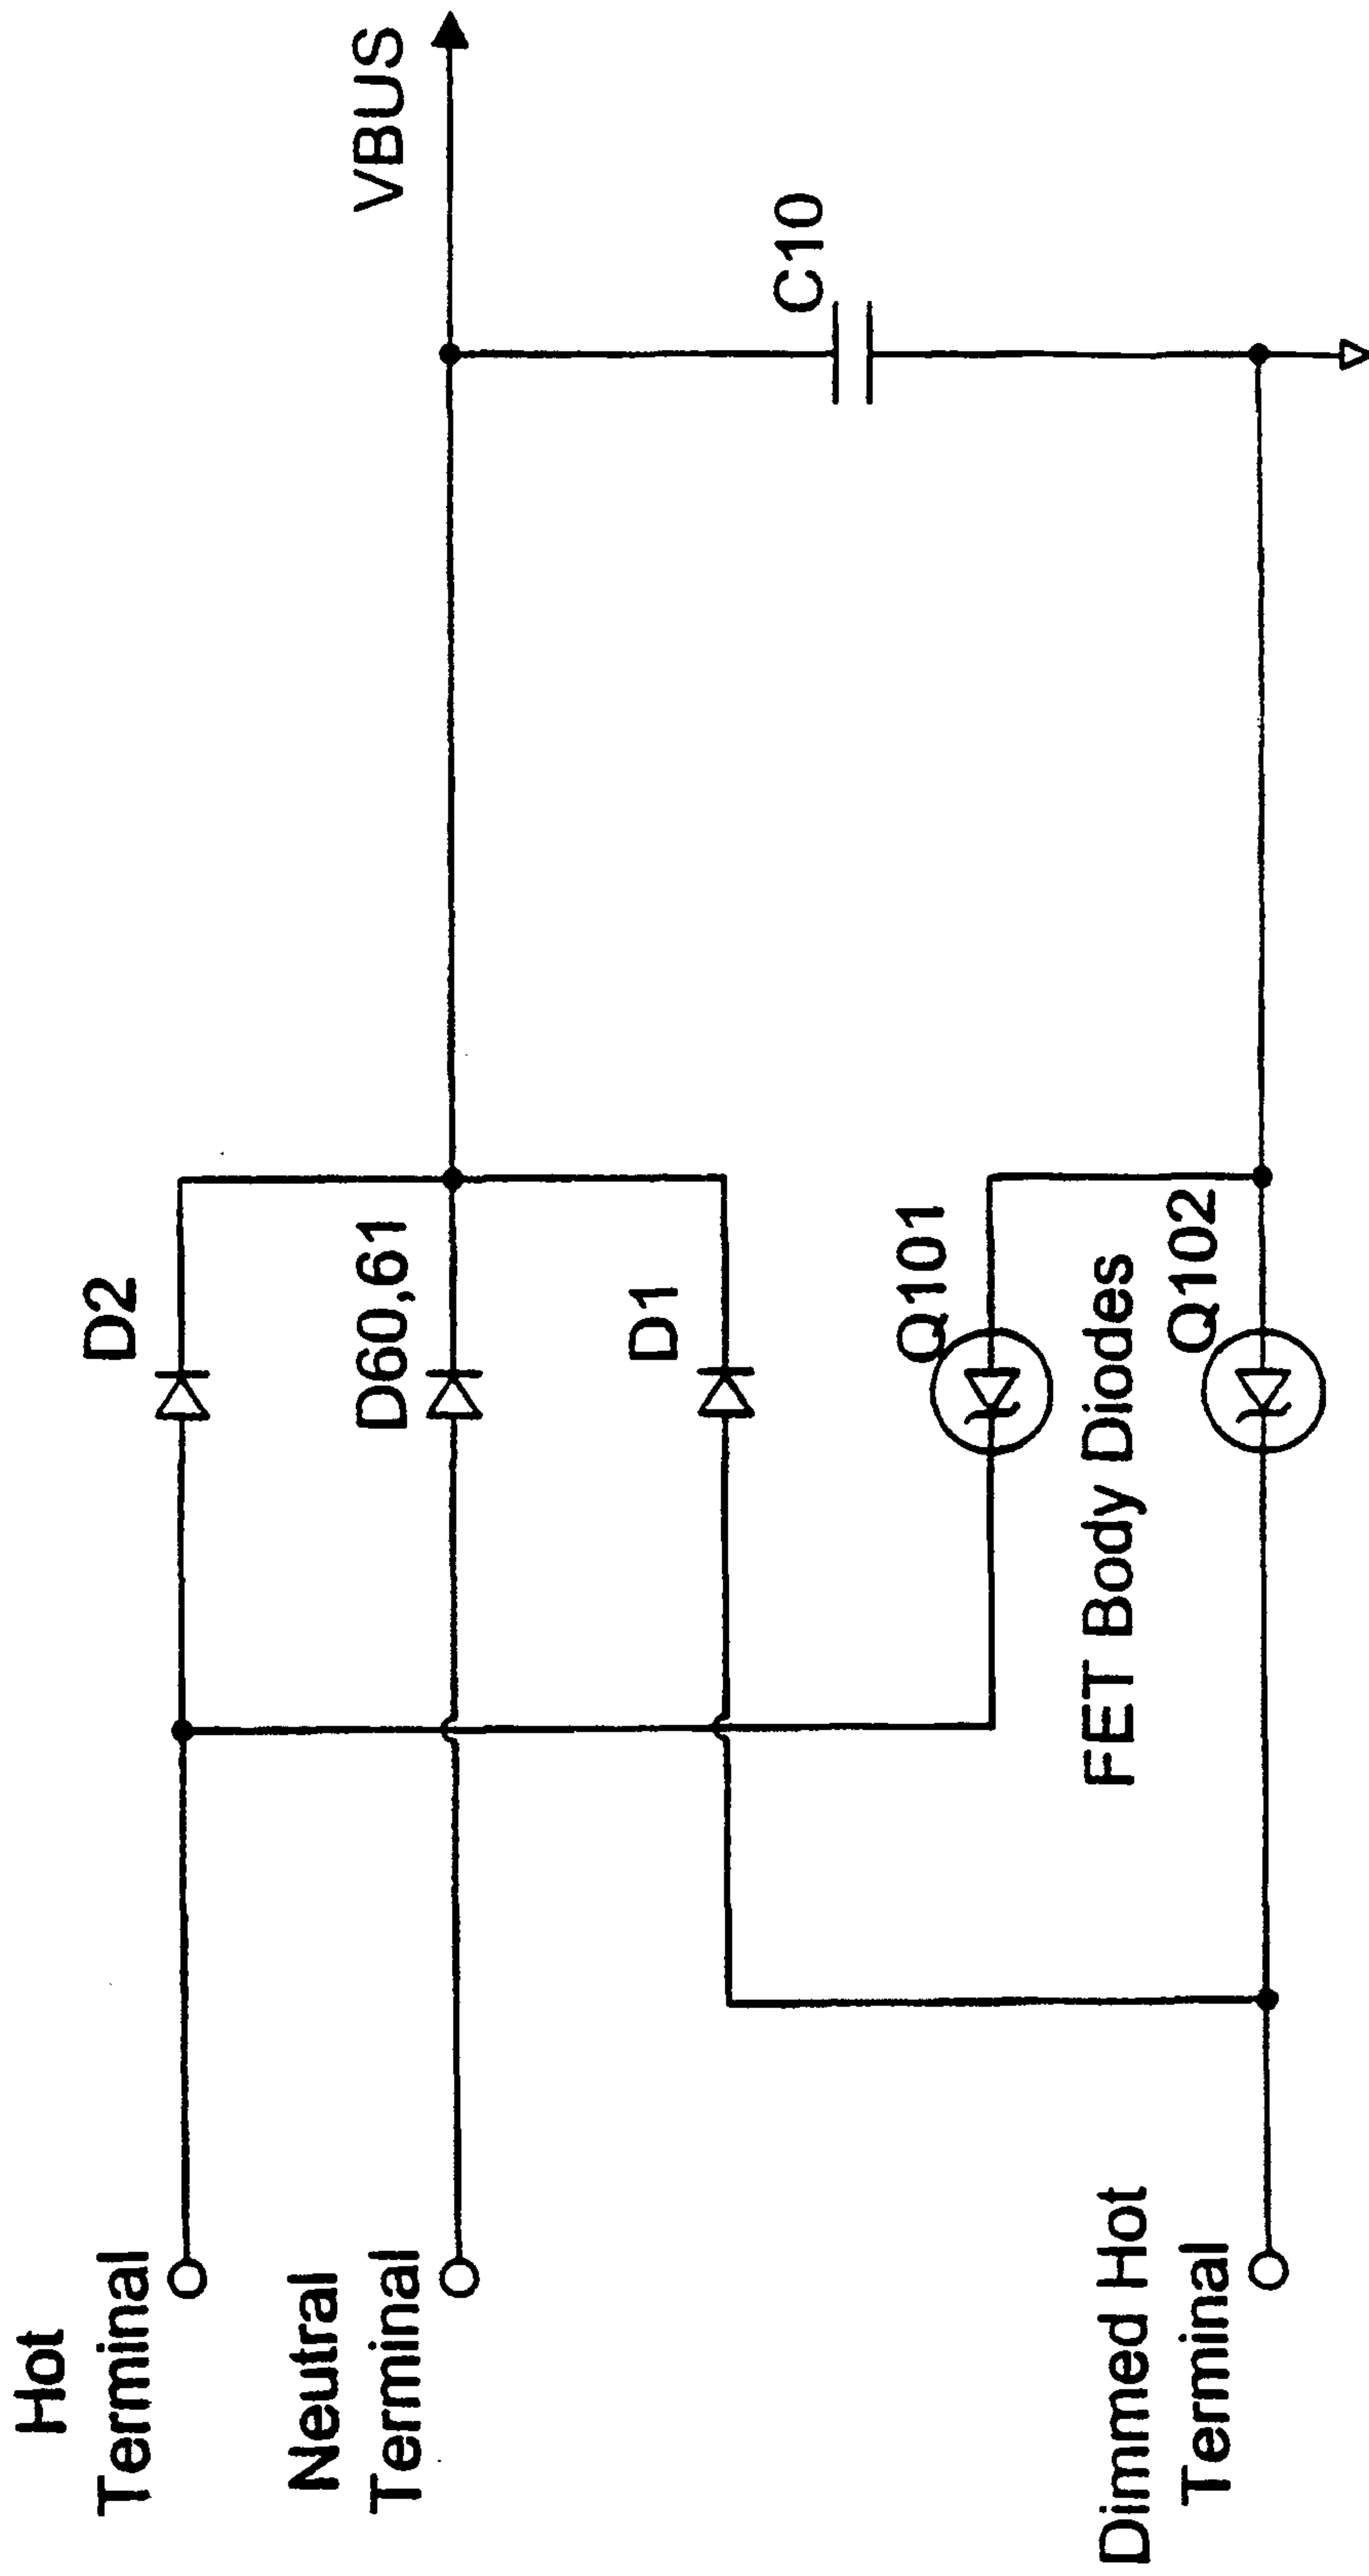 Hot
Terminal
Neutral
Terminal
Dimmed Hot
Terminal
D2
D60,61
D1
Q101
FET Body Diodes
Q102
C10
VBUS